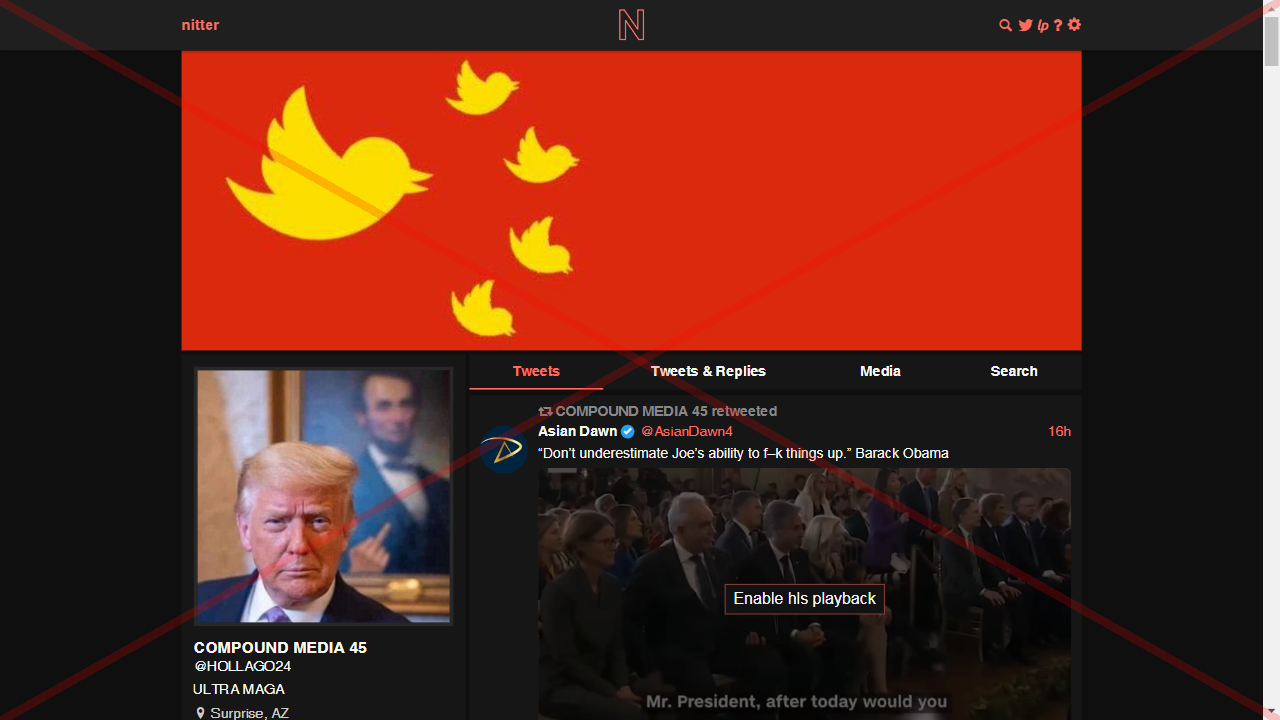 nitter
N
lp ?
Tweets Tweets & Replies Media Search
COMPOUND MEDIA 45 retweeted
Asian Dawn @AsianDawn4 16h
“Don’t underestimate Joe’s ability to f–k things up.” Barack Obama
Enable hls playback
Mr. President, after today would you
COMPOUND MEDIA 45
@HOLLAGO24
ULTRA MAGA
Surprise, AZ